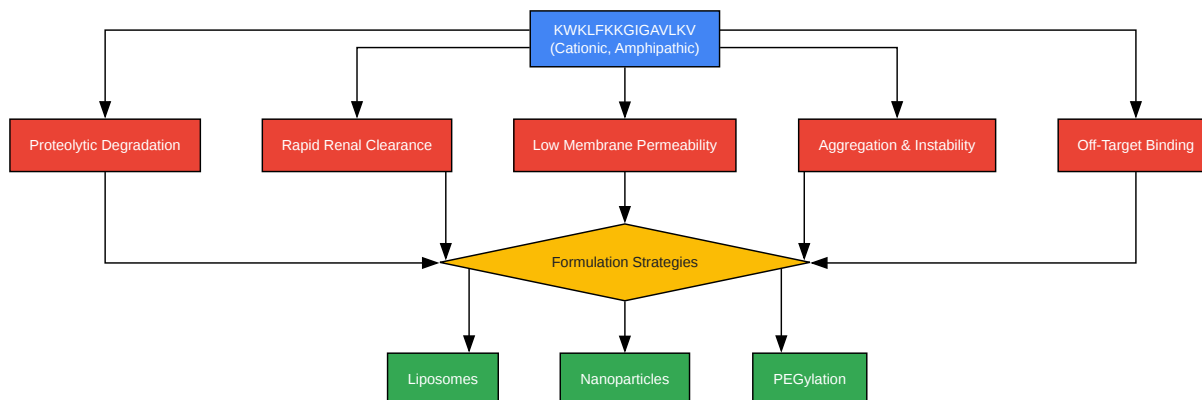 KWKLFKKGIGAVLKV
(Cationic, Amphipathic)
Proteolytic Degradation
Rapid Renal Clearance
Low Membrane Permeability
Aggregation & Instability
Off-Target Binding
Formulation Strategies
Liposomes
Nanoparticles
PEGylation